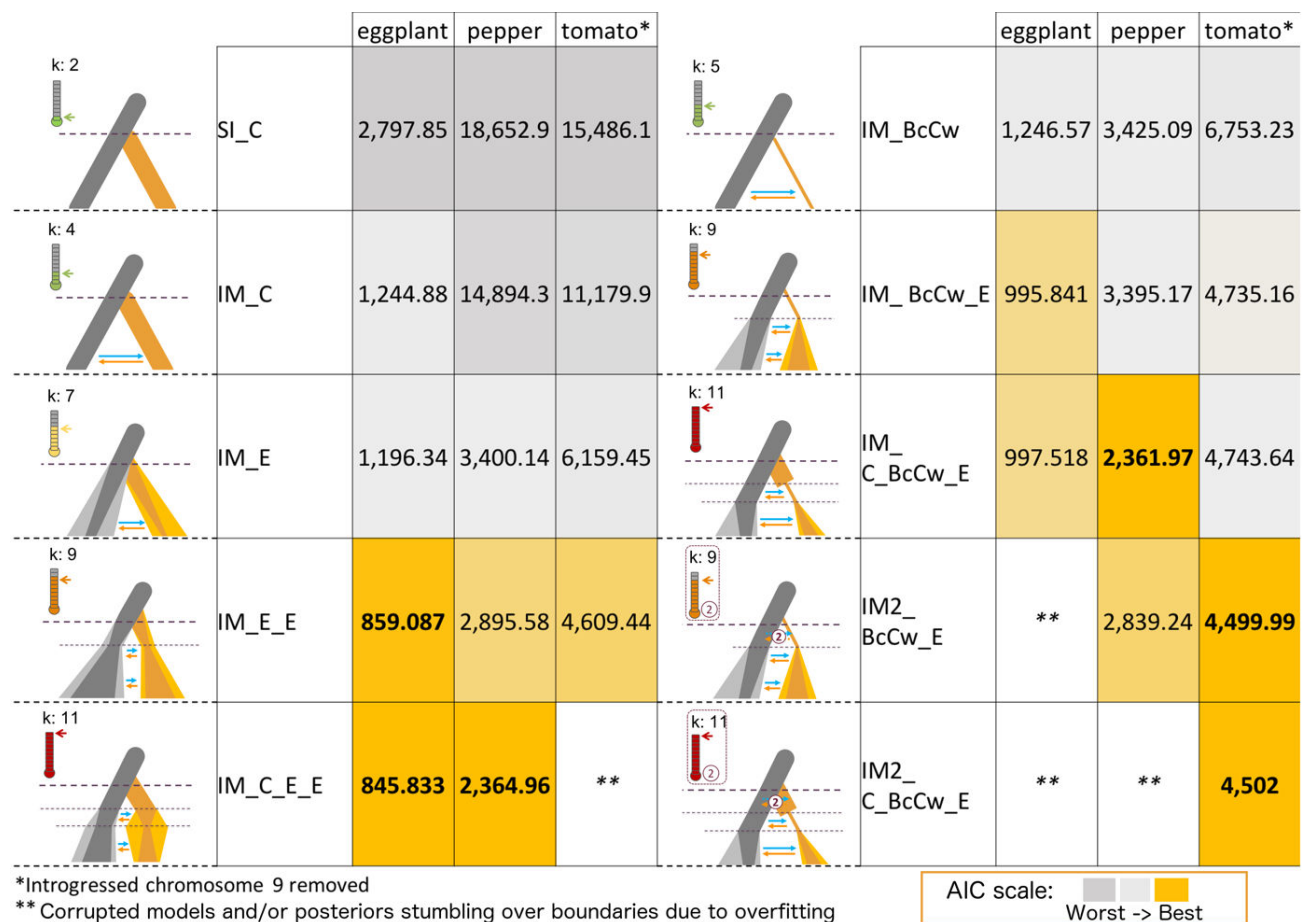 eggplant pepper tomato* eggplant pepper tomato*
k: 2 SI_C 2,797.85 18,652.9 15,486.1 k: 5 IM_BcCw 1,246.57 3,425.09 6,753.23
k: 4 IM_C 1,244.88 14,894.3 11,179.9 k: 9 IM_ BcCw_E 995.841 3,395.17 4,735.16
k: 7 IM_E 1,196.34 3,400.14 6,159.45 k: 11 IM_
C_BcCw_E 997.518 2,361.97 4,743.64
k: 9 IM_E_E 859.087 2,895.58 4,609.44 k: 9 2 2 IM2_
BcCw_E ** 2,839.24 4,499.99
k: 11 IM_C_E_E 845.833 2,364.96 ** k: 11 2 2 IM2_
C_BcCw_E ** ** 4,502
*Introgressed chromosome 9 removed
** Corrupted models and/or posteriors stumbling over boundaries due to overfitting
AIC scale:
Worst -> Best